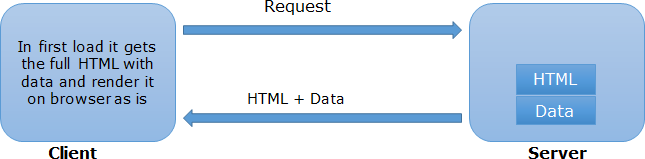 Request
In first load it gets
the full HTML with
data and render it
on browser as is
HTML
Data
HTML + Data
Client
Server